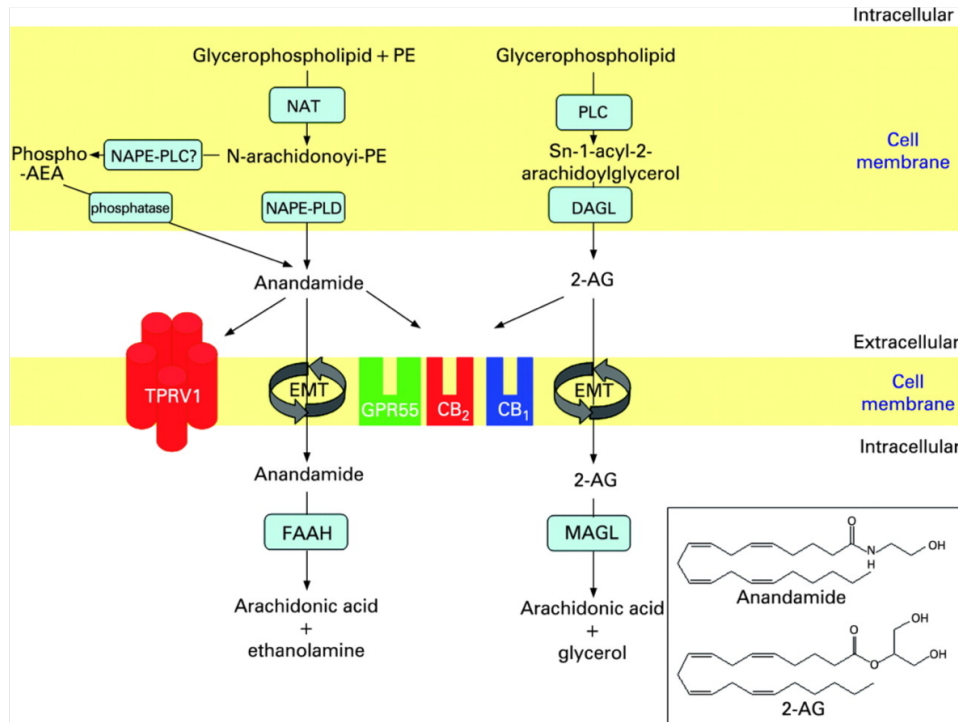 Intracellular
Glycerophospholipid + PE
Glycerophospholipid
NAT
PLC
Cell
membrane
Phospho
-AEA
NAPE-PLC?
N-arachidonoyi-PE
Sn-1-acyl-2-
arachidoylglycerol
phosphatase
NAPE-PLD
DAGL
Anandamide
2-AG
Extracellular
TPRV1
EMT
GPR55
CB2
CB1
EMT
Cell
membrane
Intracellular
Anandamide
2-AG
FAAH
MAGL
Arachidonic acid
+
ethanolamine
Arachidonic acid
+
glycerol
O
N
H
OH
Anandamide
O
O
OH
OH
2-AG